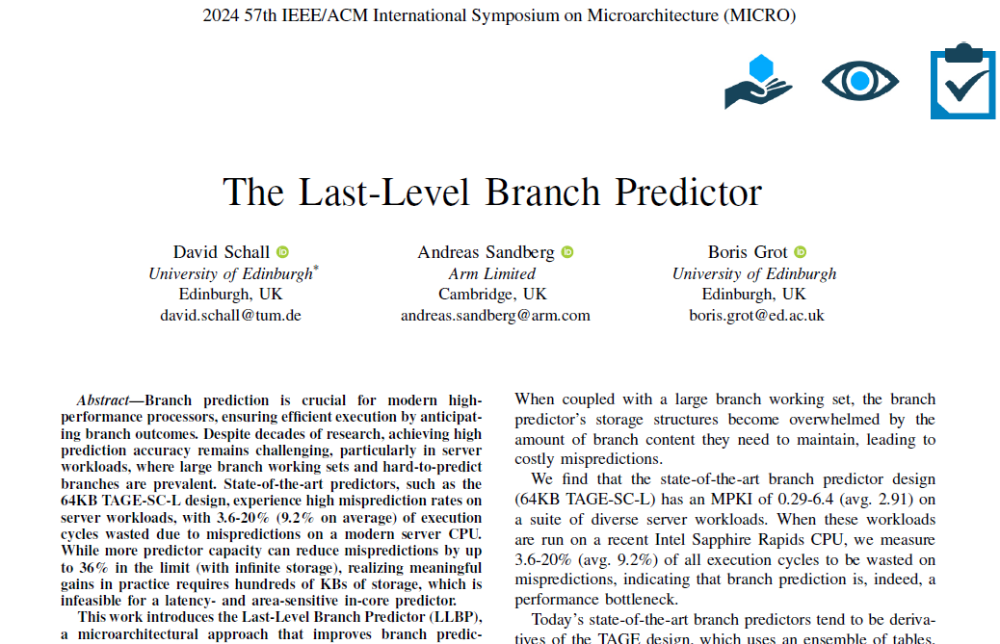 2024 57th IEEE/ACM International Symposium on Microarchitecture (MICRO)
The Last-Level Branch Predictor
David Schall iD
University of Edinburgh*
Edinburgh, UK
david.schall@tum.de
Andreas Sandberg iD
Arm Limited
Cambridge, UK
andreas.sandberg@arm.com
Boris Grot iD
University of Edinburgh
Edinburgh, UK
boris.grot@ed.ac.uk
Abstract—Branch prediction is crucial for modern high-
performance processors, ensuring efficient execution by anticipat-
ing branch outcomes. Despite decades of research, achieving high
prediction accuracy remains challenging, particularly in server
workloads, where large branch working sets and hard-to-predict
branches are prevalent. State-of-the-art predictors, such as the
64KB TAGE-SC-L design, experience high misprediction rates on
server workloads, with 3.6-20% (9.2% on average) of execution
cycles wasted due to mispredictions on a modern server CPU.
While more predictor capacity can reduce mispredictions by up
to 36% in the limit (with infinite storage), realizing meaningful
gains in practice requires hundreds of KBs of storage, which is
infeasible for a latency- and area-sensitive in-core predictor.
This work introduces the Last-Level Branch Predictor (LLBP),
a microarchitectural approach that improves branch predic-
When coupled with a large branch working set, the branch
predictor's storage structures become overwhelmed by the
amount of branch content they need to maintain, leading to
costly mispredictions.
We find that the state-of-the-art branch predictor design
(64KB TAGE-SC-L) has an MPKI of 0.29-6.4 (avg. 2.91) on
a suite of diverse server workloads. When these workloads
are run on a recent Intel Sapphire Rapids CPU, we measure
3.6-20% (avg. 9.2%) of all execution cycles to be wasted on
mispredictions, indicating that branch prediction is, indeed, a
performance bottleneck.
Today's state-of-the-art branch predictors tend to be deriva-
tives of the TAGE design, which uses an ensemble of tables,